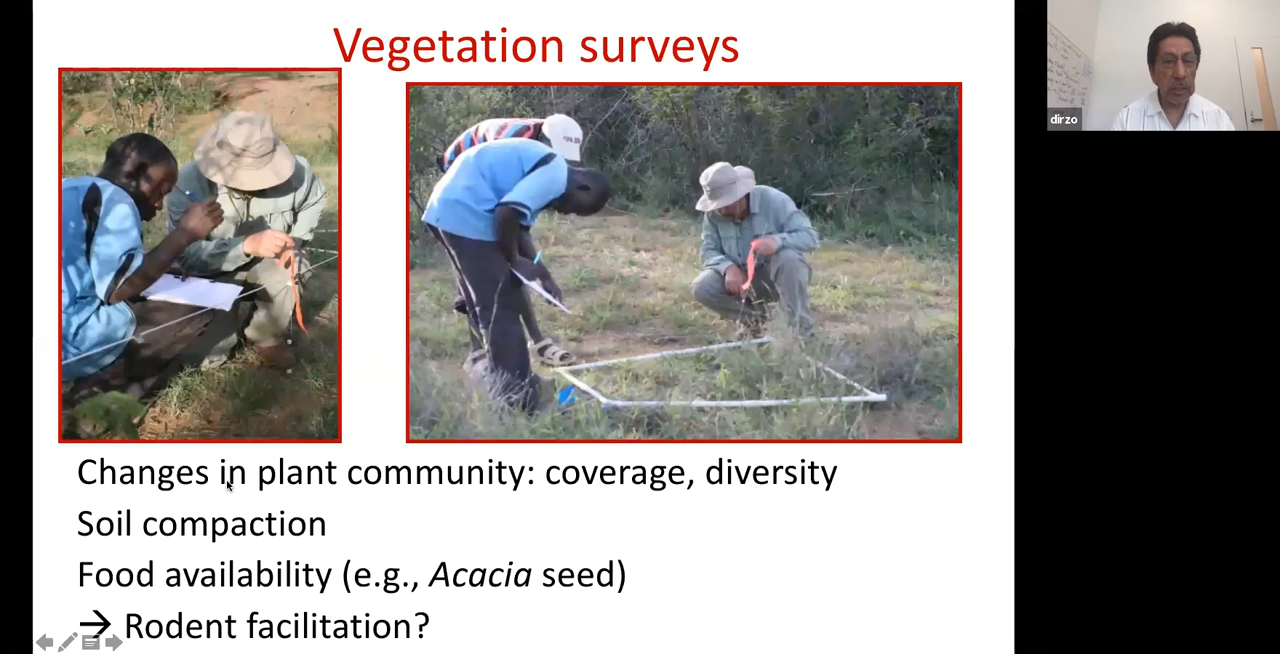 Vegetation surveys
dirzo
Changes in plant community: coverage, diversity
Soil compaction
Food availability (e.g., Acacia seed)
→ Rodent facilitation?